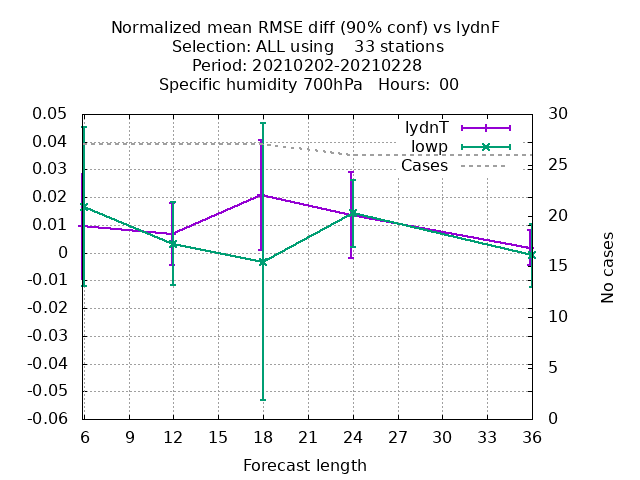 Normalized mean RMSE diff (90% conf) vs lydnF
Selection: ALL using    33 stations
Period: 20210202-20210228
Specific humidity 700hPa   Hours:  00
0.05
0.04
0.03
0.02
0.01
0
-0.01
-0.02
-0.03
-0.04
-0.05
-0.06
lydnT
lowp
Cases
30
25
20
15
10
5
0
No cases
6 9 12 15 18 21 24 27 30 33 36
Forecast length